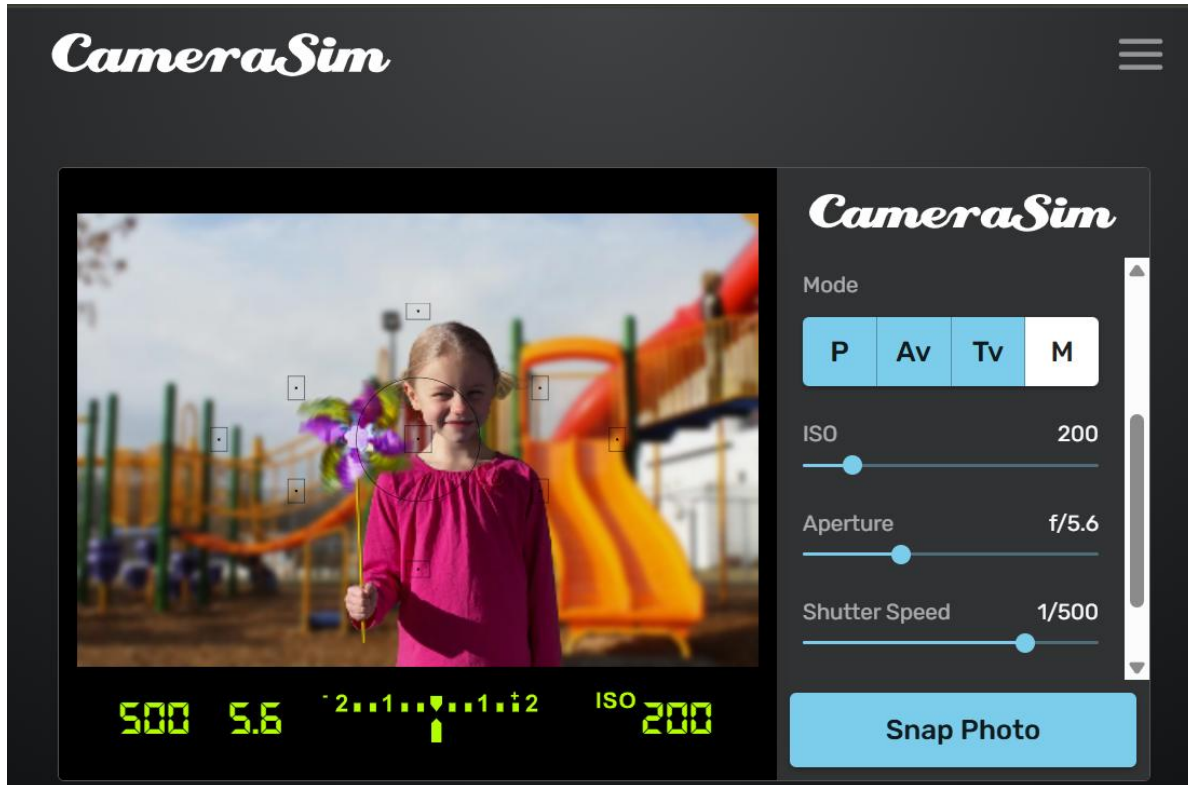 CameraSim
CameraSim
Mode
P Av Tv M
ISO 200
Aperture f/5.6
Shutter Speed 1/500
500 5.6 -2..1..▼..1..+2 ISO 200
Snap Photo